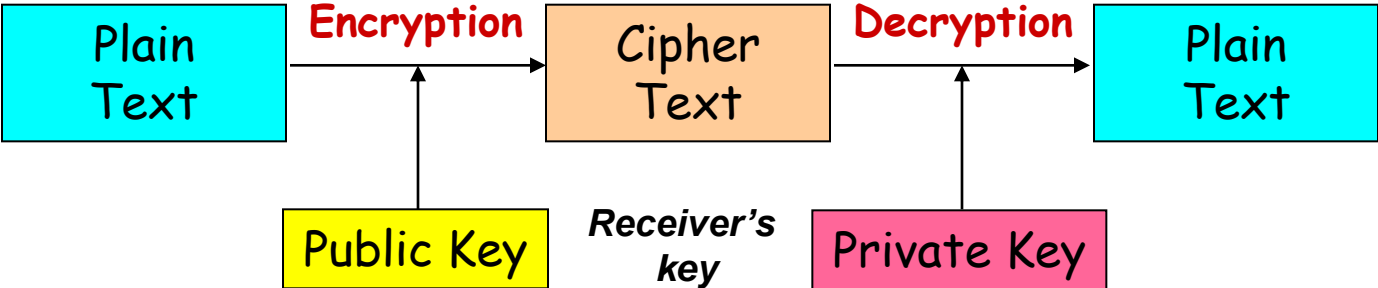 Plain
Text
Encryption
Cipher
Text
Decryption
Plain
Text
Public Key
Receiver's
key
Private Key